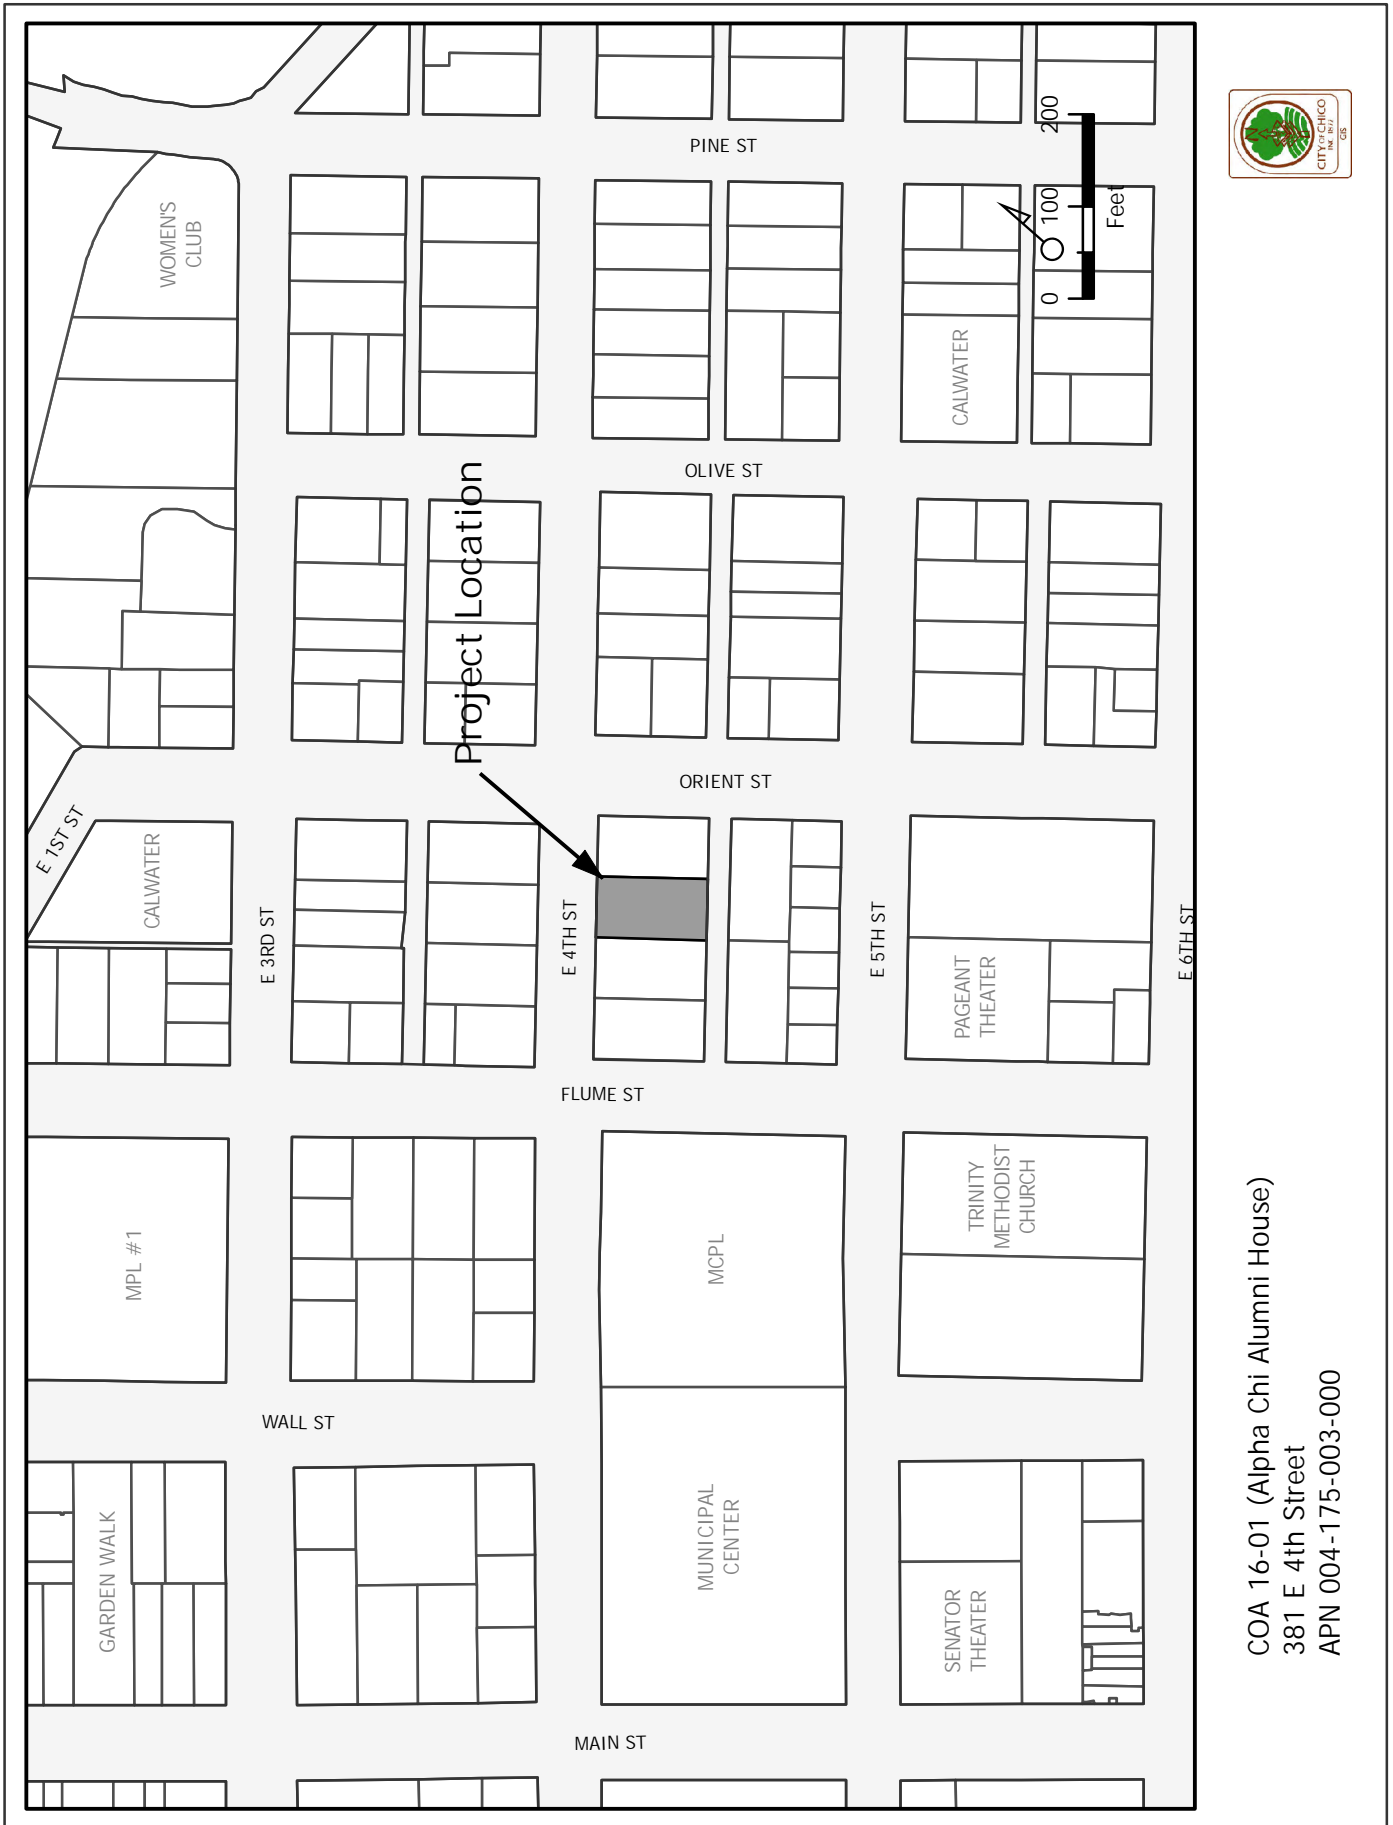 PINE ST
WOMEN'S
CLUB
200
100
0
Feet
CALWATER
OLIVE ST
Project Location
ORIENT ST
E 1ST ST
CALWATER
E 3RD ST
E 4TH ST
E 5TH ST
E 6TH ST
PAGEANT
THEATER
FLUME ST
MPL #1
MCPL
TRINITY
METHODIST
CHURCH
WALL ST
GARDEN WALK
MUNICIPAL
CENTER
SENATOR
THEATER
MAIN ST
CITY OF CHICO
INC 1872
GIS
COA 16-01 (Alpha Chi Alumni House)
381 E 4th Street
APN 004-175-003-000